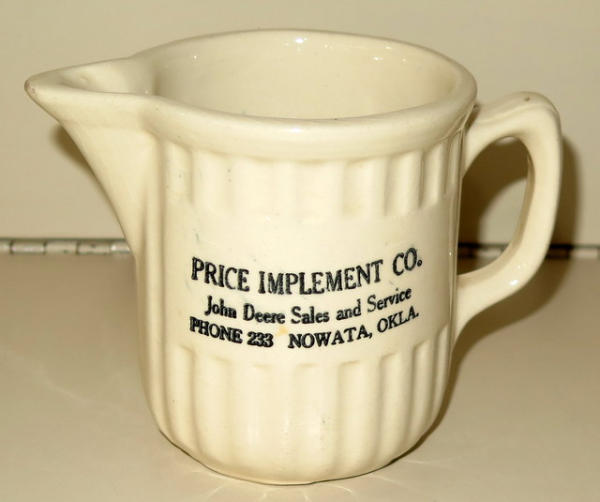 PRICE IMPLEMENT CO.
John Deere Sales and Service
PHONE 233 NOWATA, OKLA.